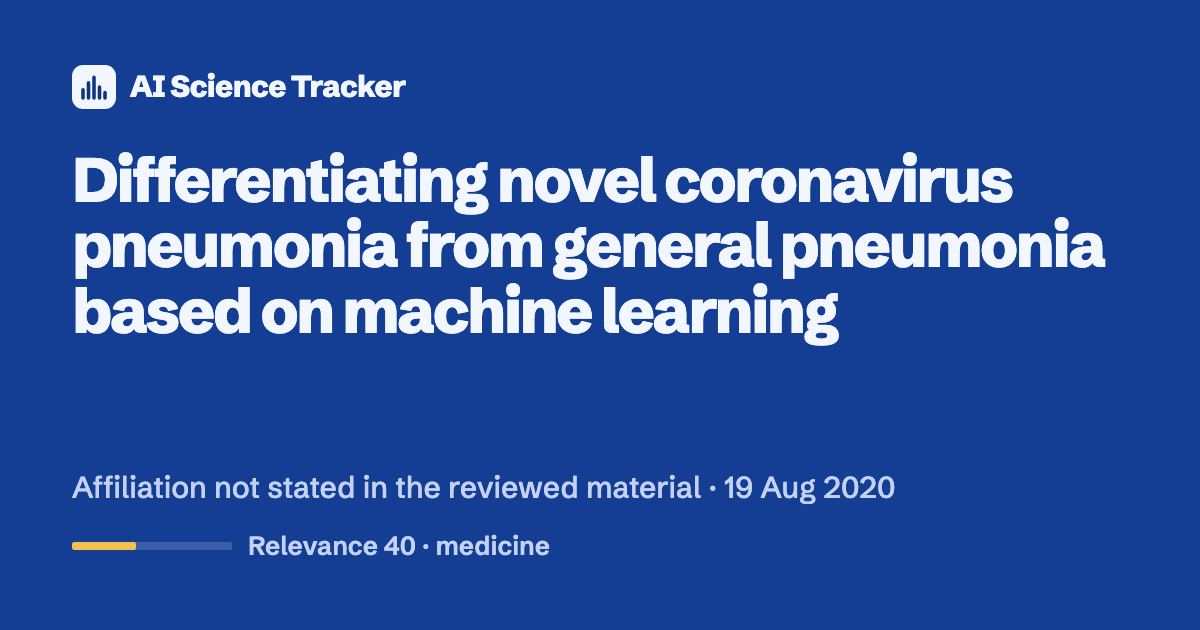 AI Science Tracker
Differentiating novel coronavirus
pneumonia from general pneumonia
based on machine learning
Affiliation not stated in the reviewed material · 19 Aug 2020
Relevance 40 · medicine